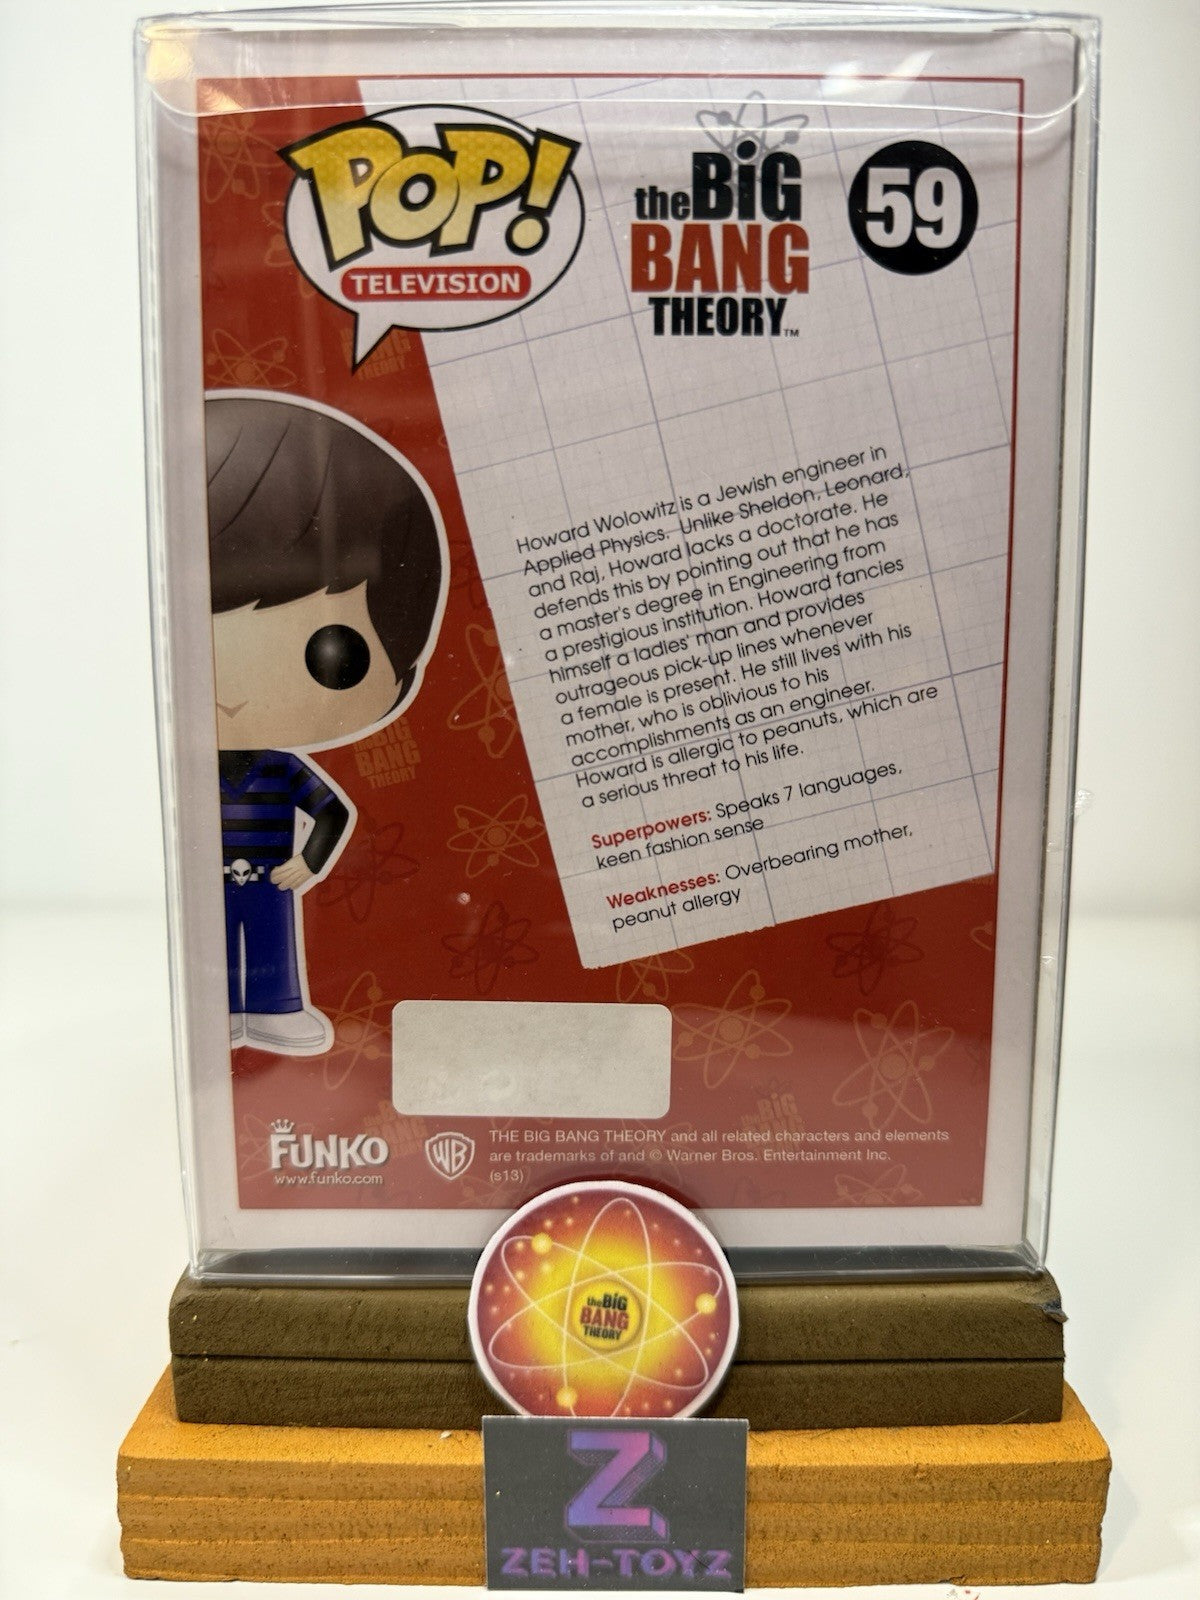 POP!
TELEVISION
the BiG
BANG
THEORY™
59
Howard Wolowitz is a Jewish engineer in
Applied Physics. Unlike Sheldon, Leonard,
and Raj, Howard lacks a doctorate. He
defends this by pointing out that he has
a master's degree in Engineering from
a prestigious institution. Howard fancies
himself a ladies' man and provides
outrageous pick-up lines whenever
a female is present. He still lives with his
mother, who is oblivious to his
accomplishments as an engineer.
Howard is allergic to peanuts, which are
a serious threat to his life.
Superpowers: Speaks 7 languages,
keen fashion sense
Weaknesses: Overbearing mother,
peanut allergy
BANG
THEORY
FUNKO
www.funko.com
WB
THE BIG BANG THEORY and all related characters and elements
are trademarks of and © Warner Bros. Entertainment Inc.
(s13)
the BiG
BANG
THEORY
Z
ZEH-TOYZ